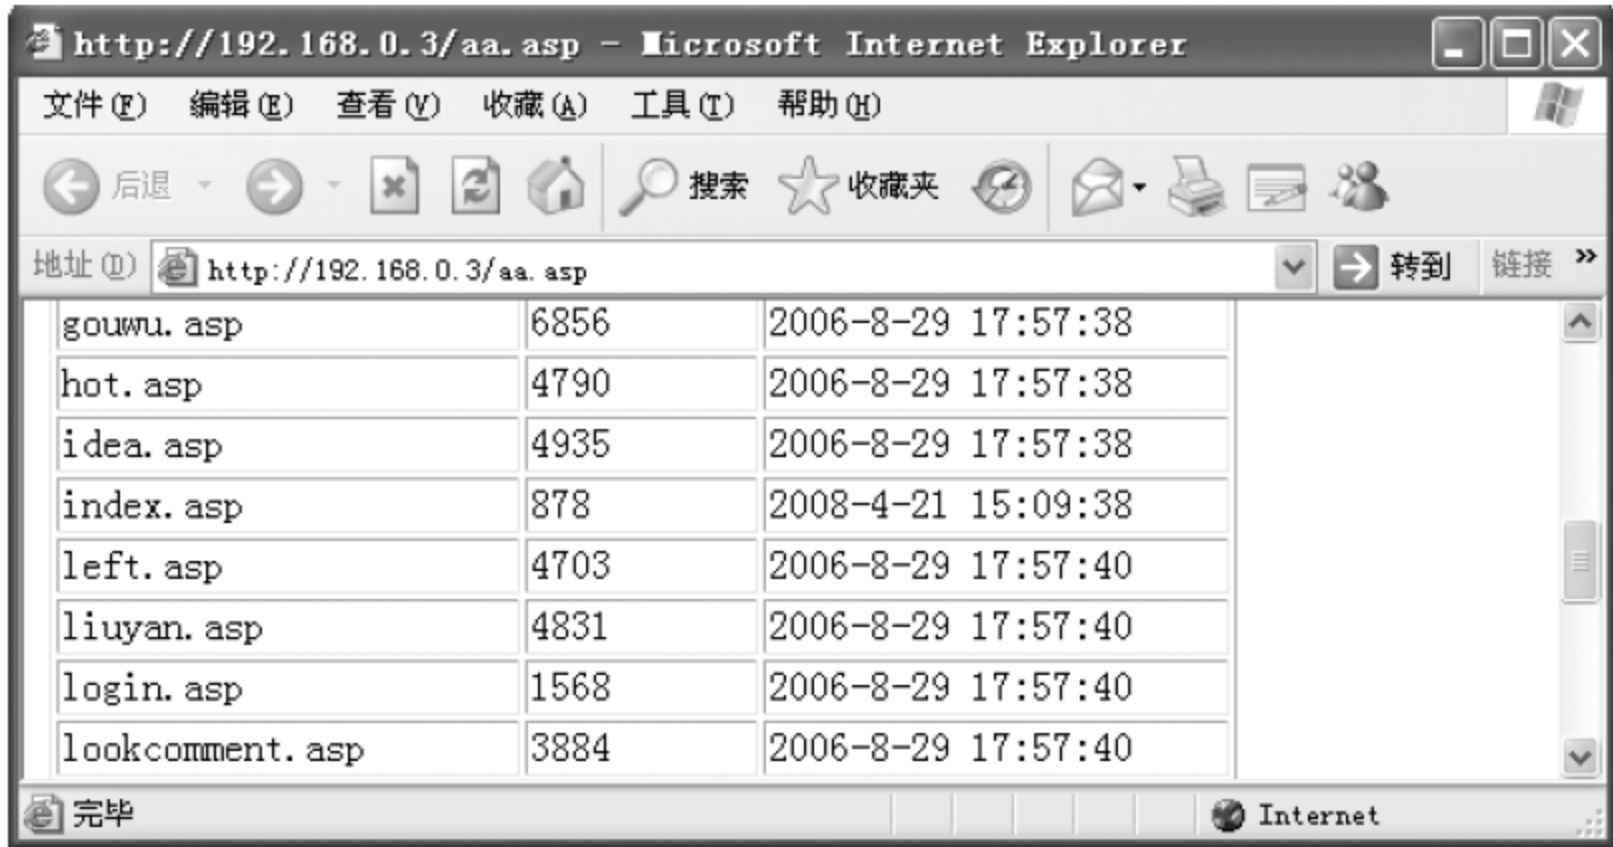 http://192.168.0.3/aa.asp - Microsoft Internet Explorer
文件(F) 编辑(E) 查看(V) 收藏(A) 工具(T) 帮助(H)
后退 搜索 收藏夹
地址(D) http://192.168.0.3/aa.asp 转到 链接 »
gouwu.asp 6856 2006-8-29 17:57:38
hot.asp 4790 2006-8-29 17:57:38
idea.asp 4935 2006-8-29 17:57:38
index.asp 878 2008-4-21 15:09:38
left.asp 4703 2006-8-29 17:57:40
liuyan.asp 4831 2006-8-29 17:57:40
login.asp 1568 2006-8-29 17:57:40
lookcomment.asp 3884 2006-8-29 17:57:40
完毕 Internet